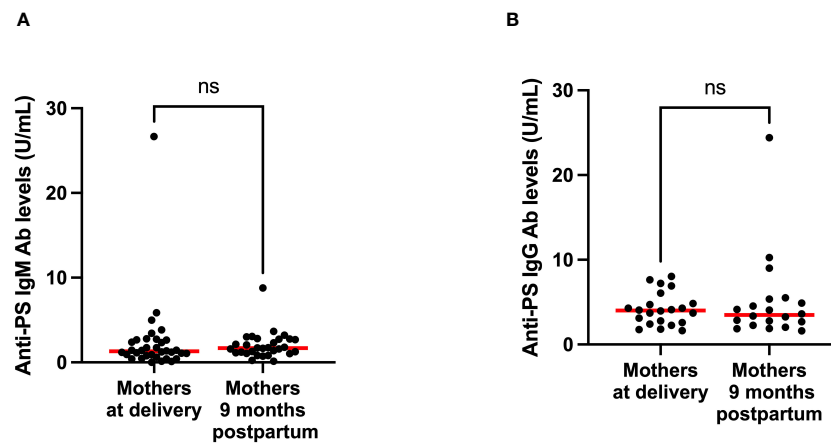 A
Anti-PS IgM Ab levels (U/mL)
30
20
10
0
ns
Mothers
at delivery
Mothers
9 months
postpartum
B
Anti-PS IgG Ab levels (U/mL)
30
20
10
0
ns
Mothers
at delivery
Mothers
9 months
postpartum